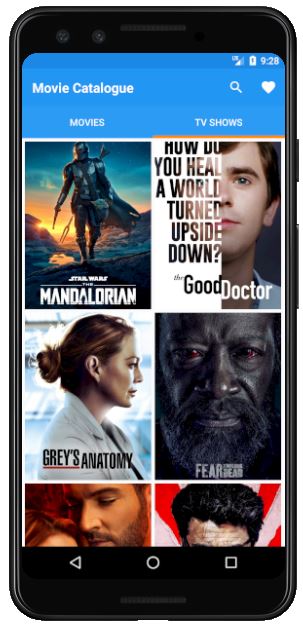 LTE 9:28
Movie Catalogue
MOVIES
TV SHOWS
STAR WARS
THE
MANDALORIAN
HOW DO
YOU HEAL
A WORLD
TURNED
UPSIDE
DOWN?
the Good Doctor
GREY'S ANATOMY
FEAR THE WALKING DEAD